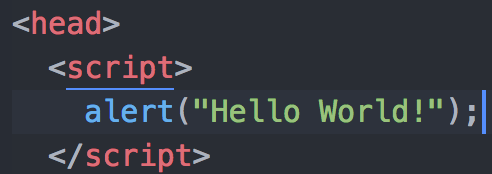 <head>
<script>
alert("Hello World!");
</script>